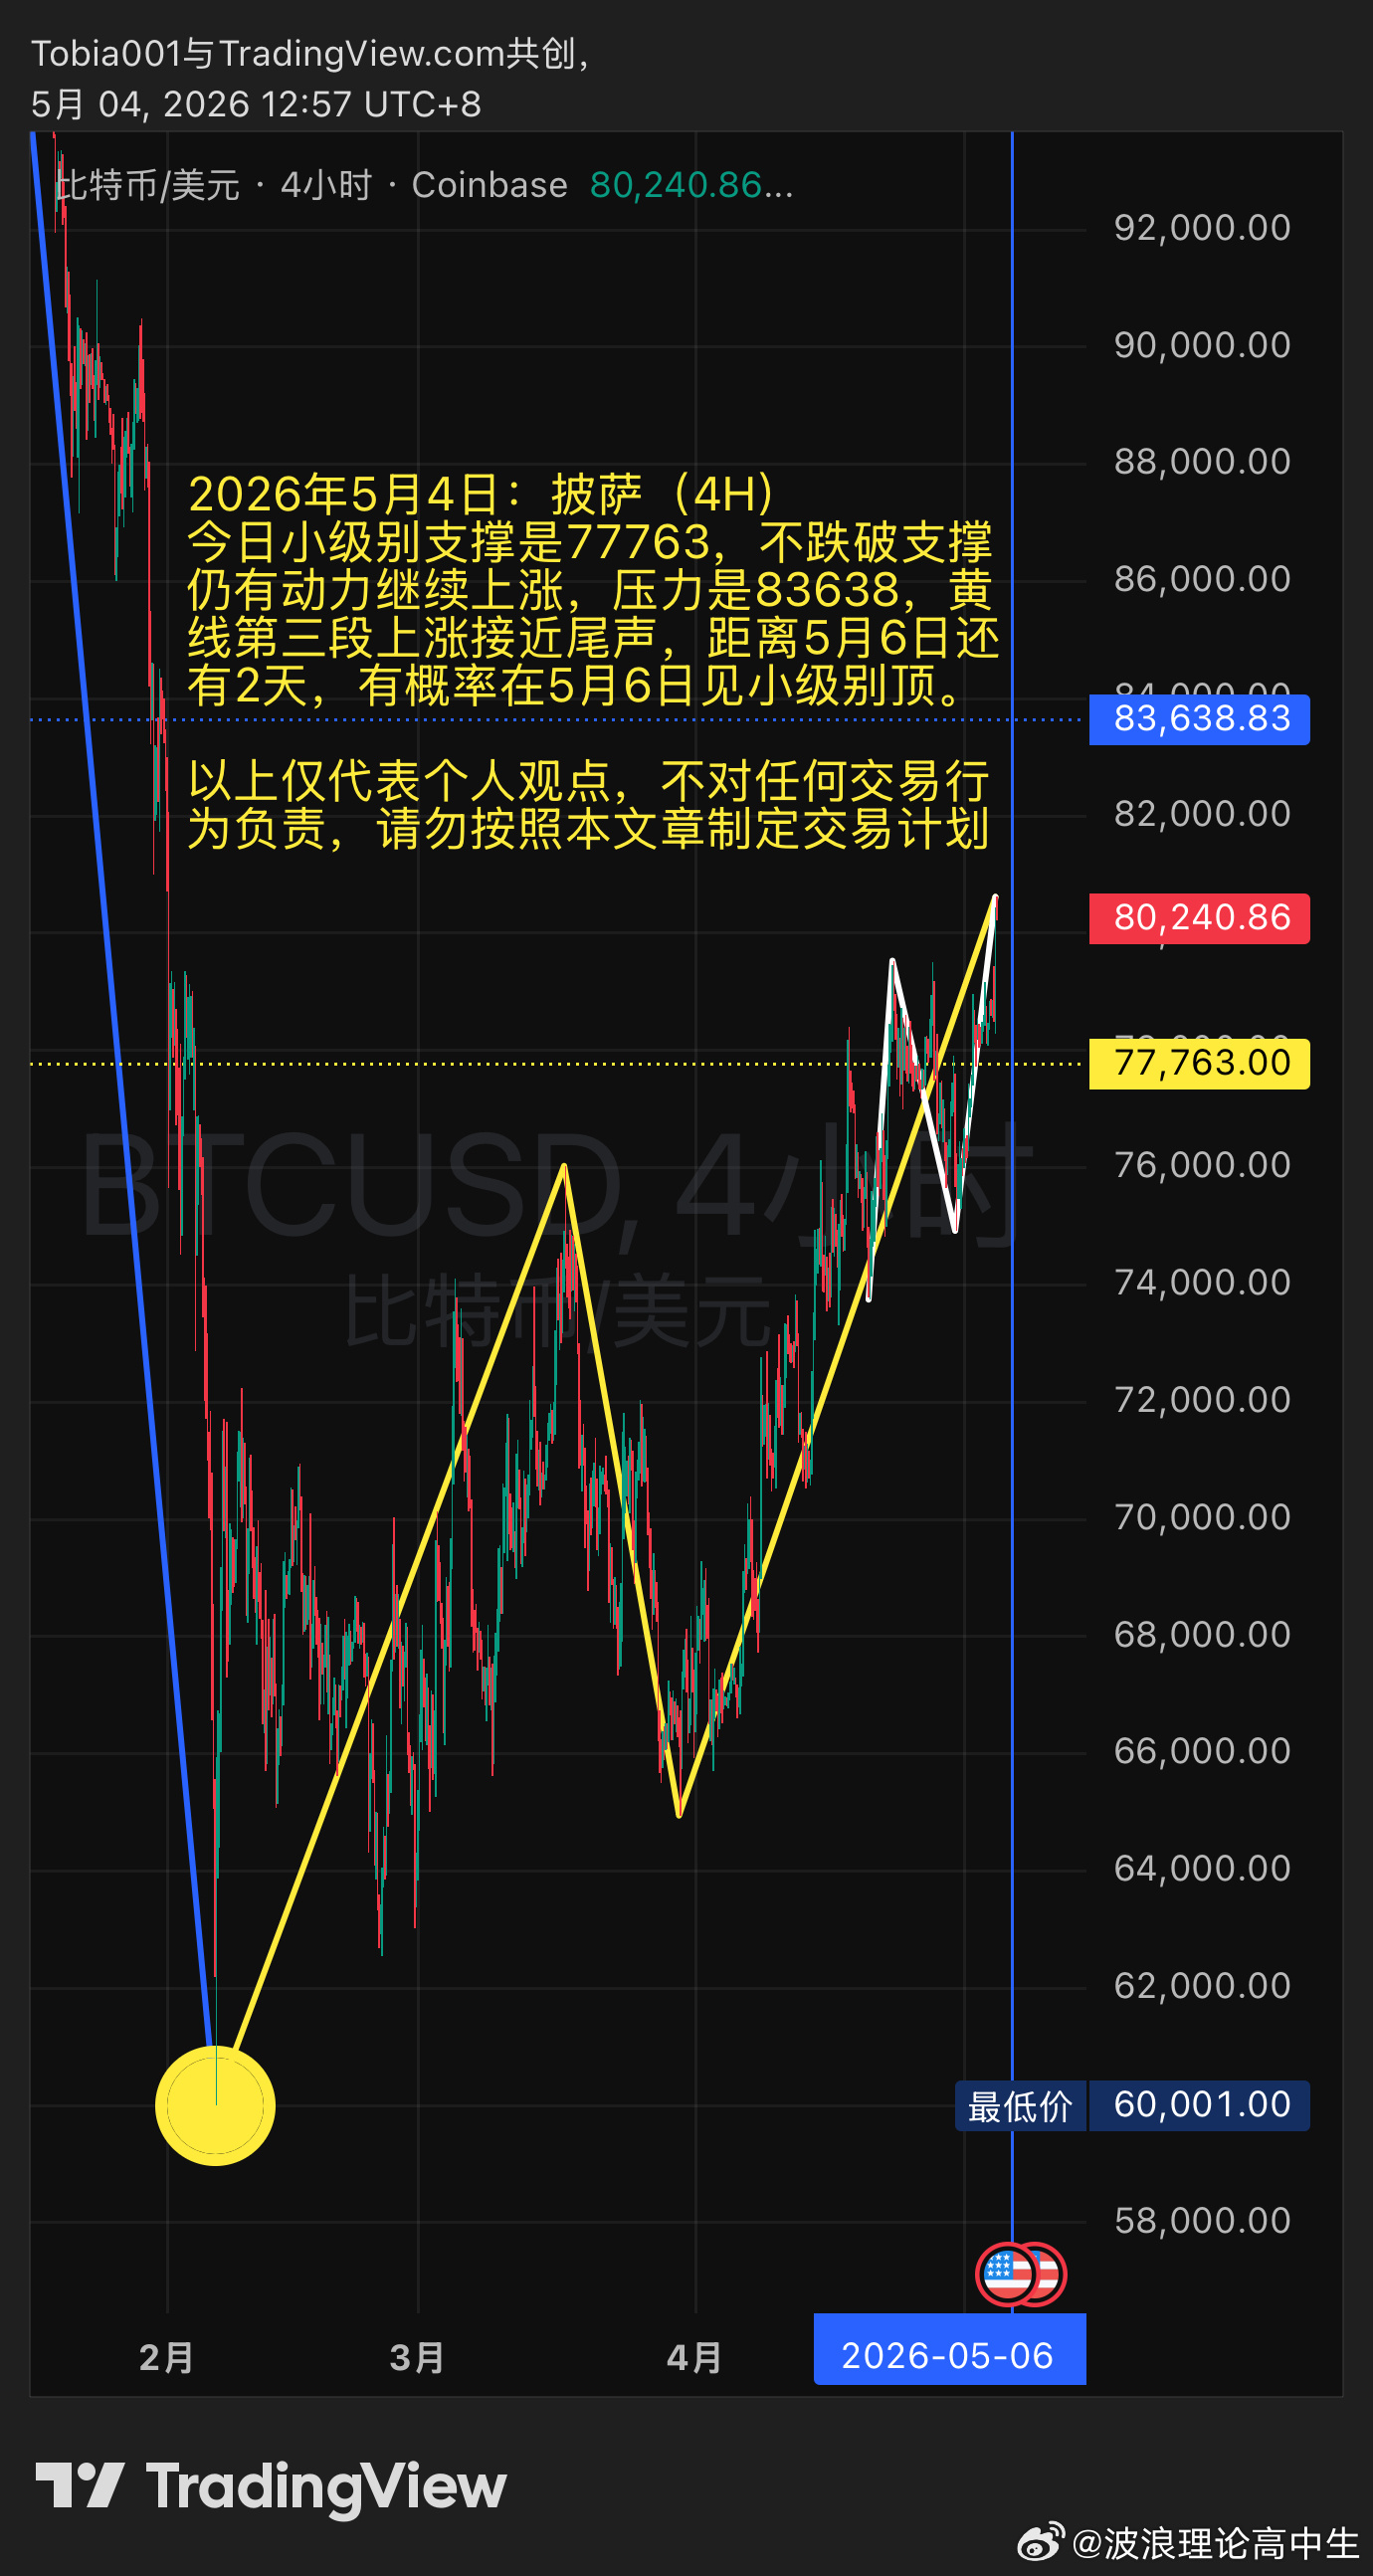 Tobia001与TradingView.com共创，
5月 04, 2026 12:57 UTC+8
比特币/美元 · 4小时 · Coinbase 80,240.86...
92,000.00
90,000.00
88,000.00
2026年5月4日：披萨（4H）
今日小级别支撑是77763，不跌破支撑
仍有动力继续上涨，压力是83638，黄
线第三段上涨接近尾声，距离5月6日还
有2天，有概率在5月6日见小级别顶。
86,000.00
84,000.00
83,638.83
以上仅代表个人观点，不对任何交易行
为负责，请勿按照本文章制定交易计划
82,000.00
80,240.86
77,763.00
BTCUSD, 4小时
比特币/美元
76,000.00
74,000.00
72,000.00
70,000.00
68,000.00
66,000.00
64,000.00
62,000.00
最低价 60,001.00
58,000.00
2月 3月 4月 2026-05-06
TradingView
@波浪理论高中生